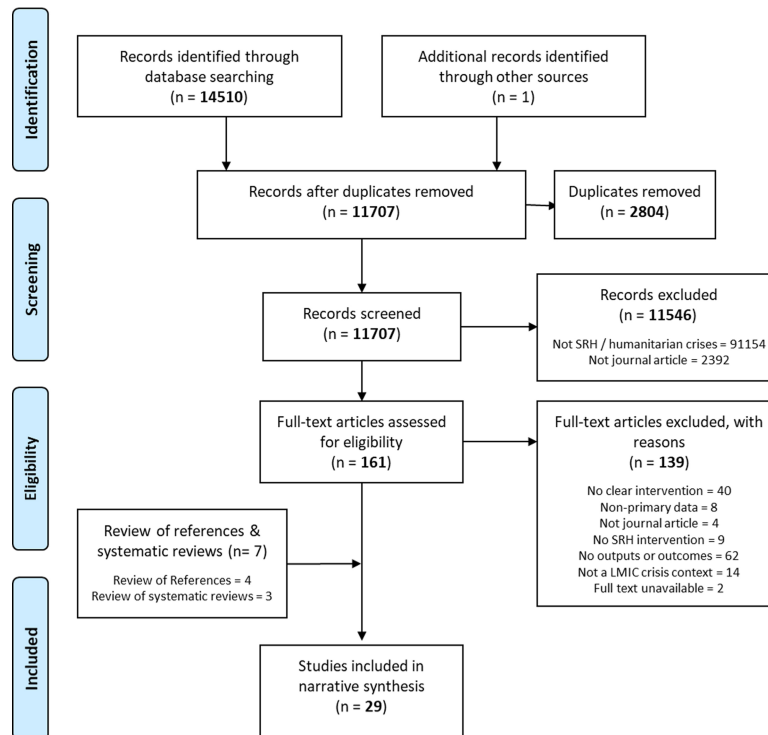 Identification
Records identified through
database searching
(n = 14510)
Additional records identified
through other sources
(n = 1)
Records after duplicates removed
(n = 11707)
Duplicates removed
(n = 2804)
Screening
Records screened
(n = 11707)
Records excluded
(n = 11546)
Not SRH / humanitarian crises = 91154
Not journal article = 2392
Eligibility
Full-text articles assessed
for eligibility
(n = 161)
Full-text articles excluded, with
reasons
(n = 139)
No clear intervention = 40
Non-primary data = 8
Not journal article = 4
No SRH intervention = 9
No outputs or outcomes = 62
Not a LMIC crisis context = 14
Full text unavailable = 2
Review of references &
systematic reviews (n= 7)
Review of References = 4
Review of systematic reviews = 3
Included
Studies included in
narrative synthesis
(n = 29)